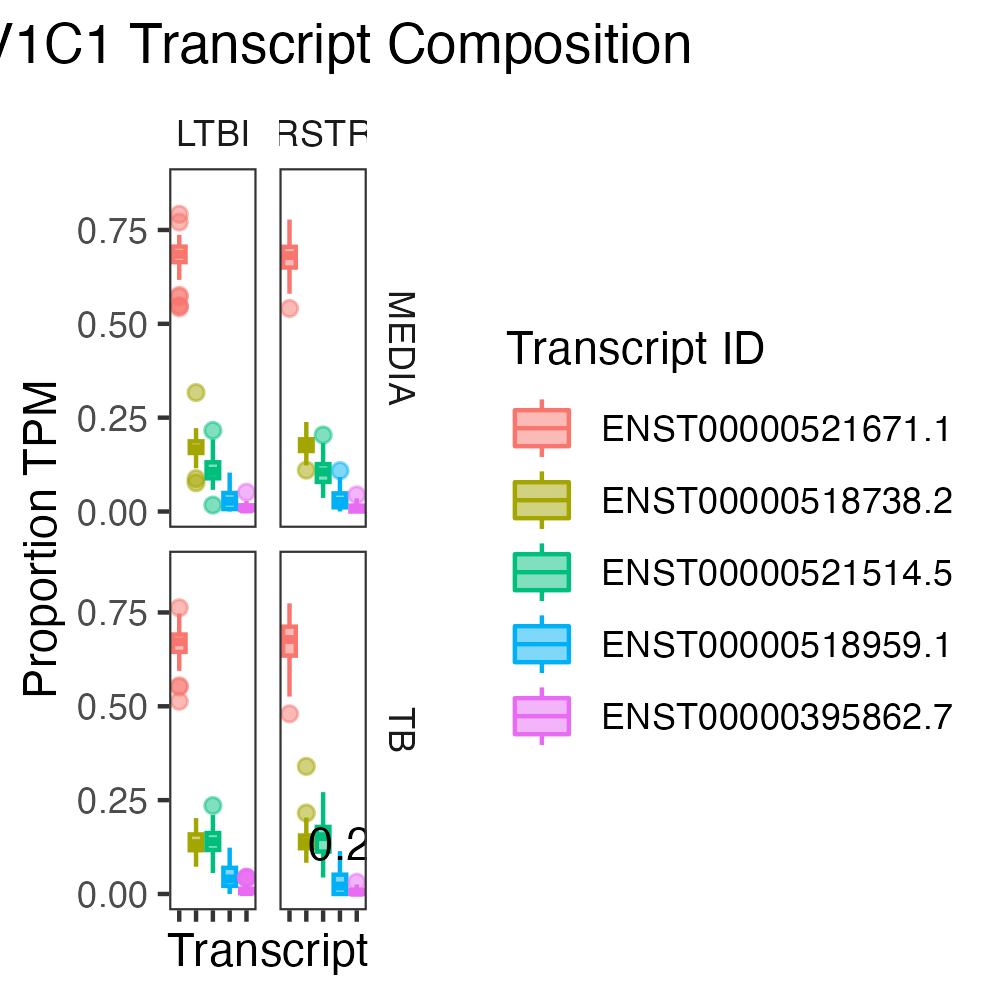 V1C1 Transcript Composition
LTBI RSTR
0.75
0.50
0.25
0.00
MEDIA
0.75
0.50
0.25
0.00
TB
0.2
Proportion TPM
Transcript
Transcript ID
ENST00000521671.1
ENST00000518738.2
ENST00000521514.5
ENST00000518959.1
ENST00000395862.7